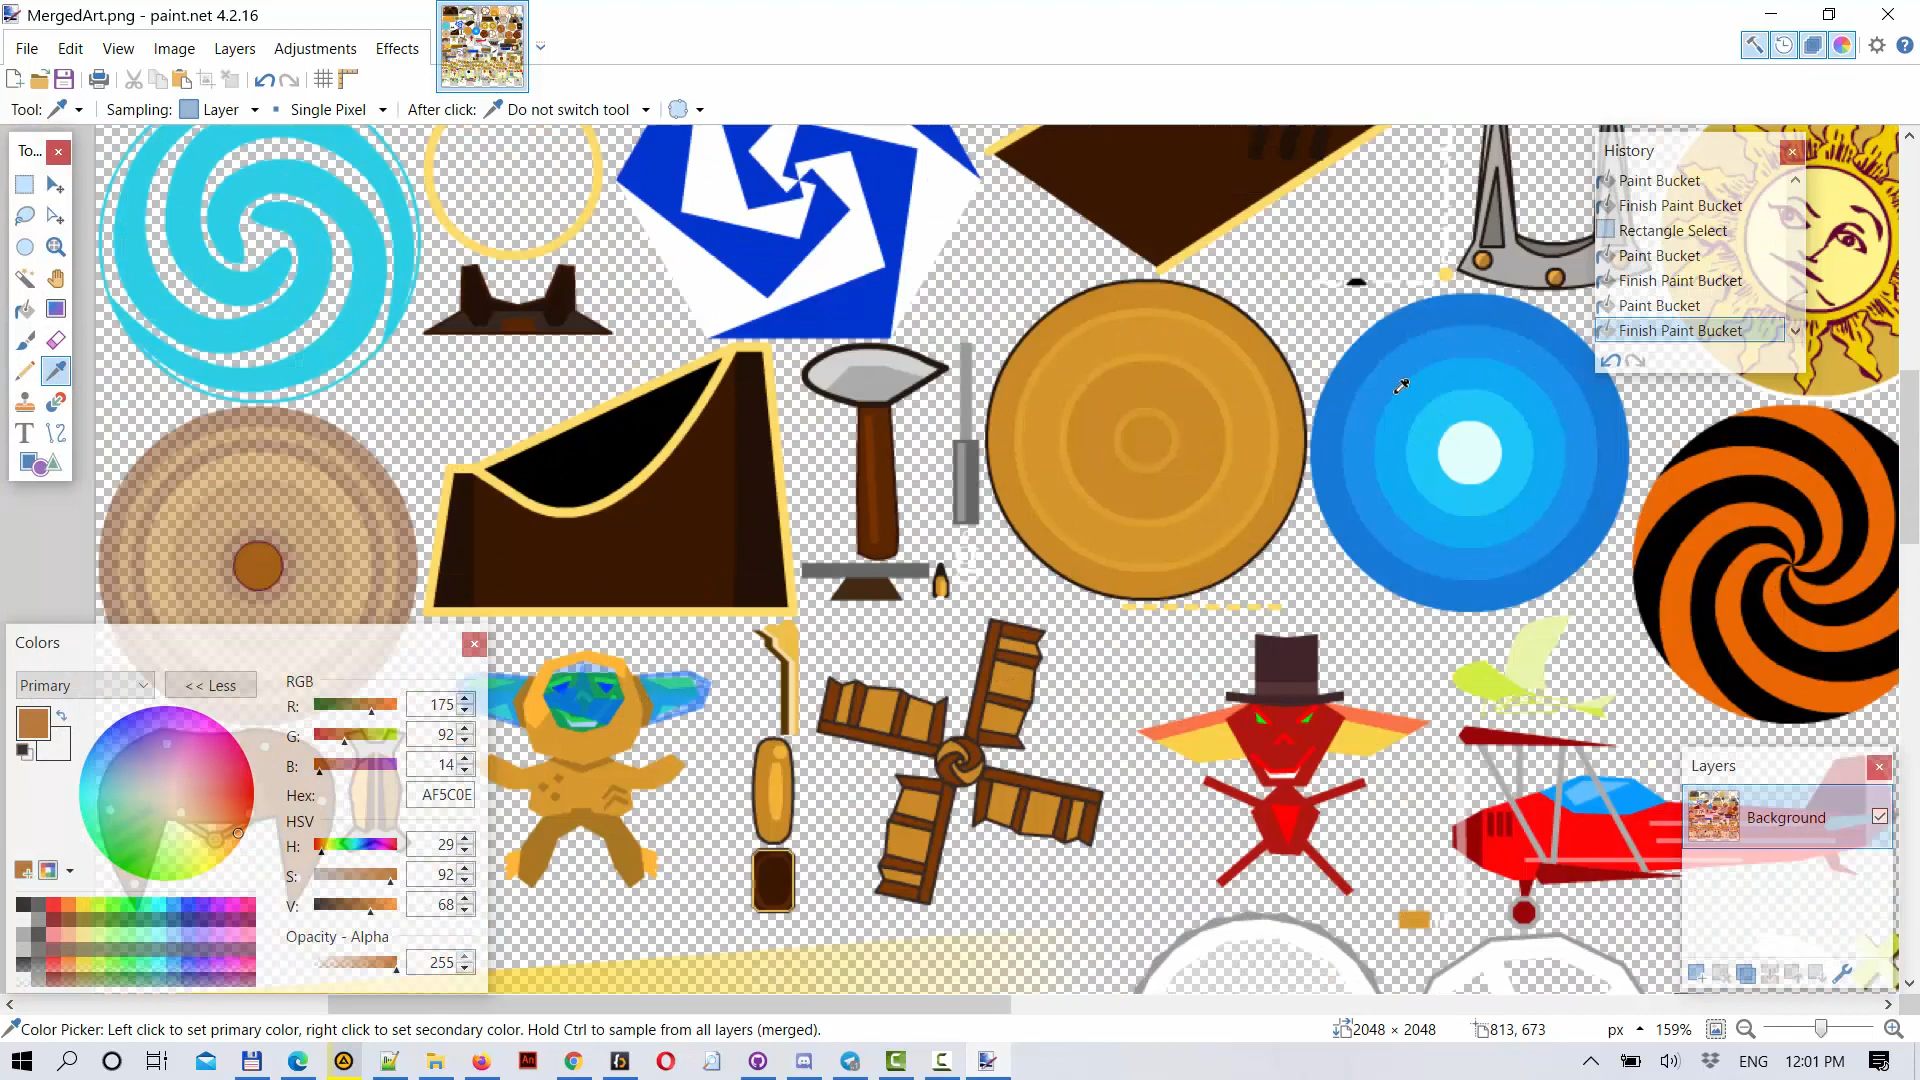 MergedArt.png - paint.net 4.2.16
File Edit View Image Layers Adjustments Effects
Tool: Sampling: Layer Single Pixel After click: Do not switch tool
To...
History
Paint Bucket
Finish Paint Bucket
Rectangle Select
Paint Bucket
Finish Paint Bucket
Paint Bucket
Finish Paint Bucket
Colors
Primary << Less
RGB
R: 175
G: 92
B: 14
Hex: AF5C0E
HSV
H: 29
S: 92
V: 68
Opacity - Alpha
255
Layers
Background
Color Picker: Left click to set primary color, right click to set secondary color. Hold Ctrl to sample from all layers (merged). 2048 × 2048 813, 673 px 159%
ENG 12:01 PM